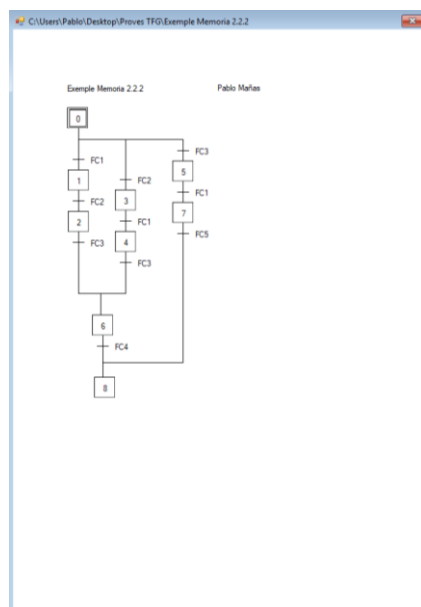 C:\Users\Pablo\Desktop\Proves TFG\Exemple Memoria 2.2.2
Exemple Memoria 2.2.2 Pablo Mañas
0
FC1
FC2
FC3
1
3
5
FC2
FC1
FC1
2
4
7
FC3
FC3
FC5
6
FC4
8